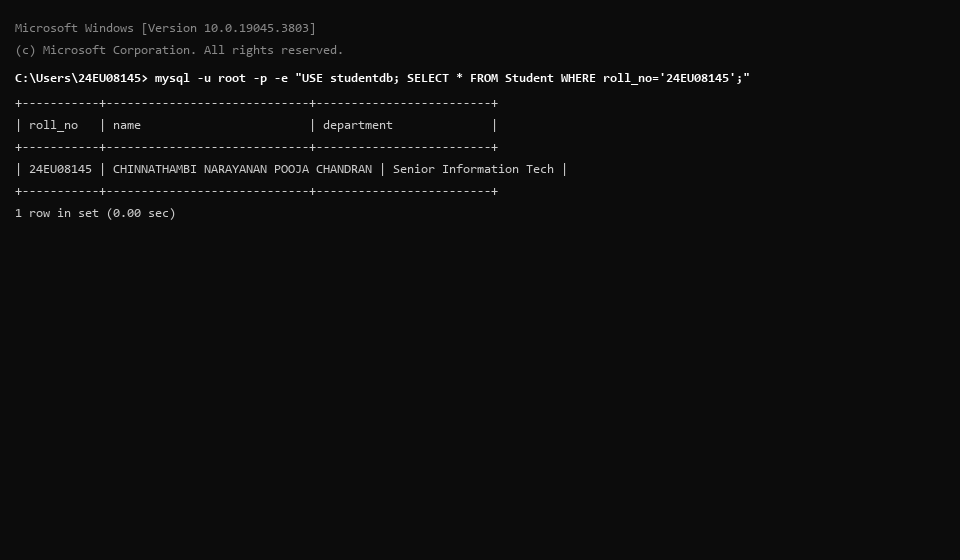 Microsoft Windows [Version 10.0.19045.3803]
(c) Microsoft Corporation. All rights reserved.
C:\Users\24EU08145> mysql -u root -p -e "USE studentdb; SELECT * FROM Student WHERE roll_no='24EU08145';"
+-----------+-----------------------------+-------------------------+
| roll_no   | name                        | department              |
+-----------+-----------------------------+-------------------------+
| 24EU08145 | CHINNATHAMBI NARAYANAN POOJA CHANDRAN | Senior Information Tech |
+-----------+-----------------------------+-------------------------+
1 row in set (0.00 sec)